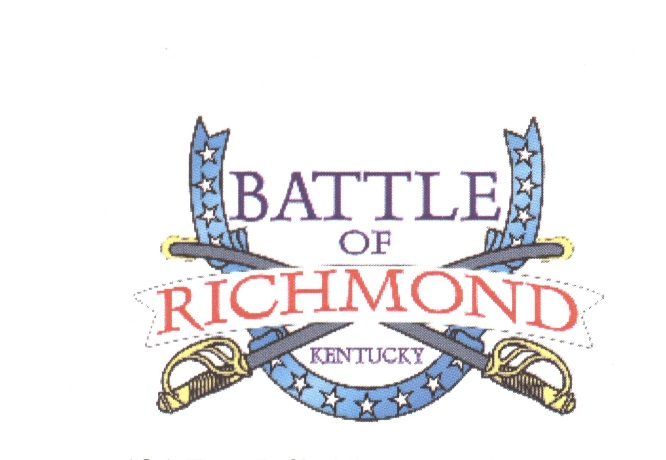 BATTLE
OF
RICHMOND
KENTUCKY